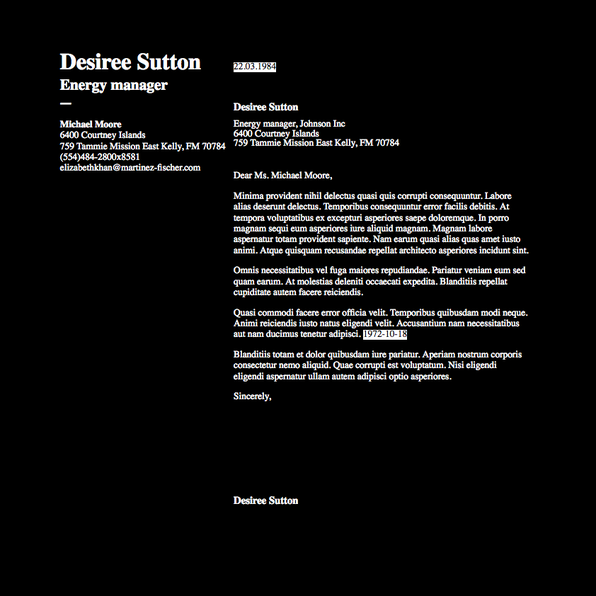 Desiree Sutton
Energy manager
—
Michael Moore
6400 Courtney Islands
759 Tammie Mission East Kelly, FM 70784
(554)484-2800x8581
elizabethkhan@martinez-fischer.com
22.03.1984
Desiree Sutton
Energy manager, Johnson Inc
6400 Courtney Islands
759 Tammie Mission East Kelly, FM 70784
Dear Ms. Michael Moore,
Minima provident nihil delectus quasi quis corrupti consequuntur. Labore
alias deserunt delectus. Temporibus consequuntur error facilis debitis. At
tempora voluptatibus ex excepturi asperiores saepe doloremque. In porro
magnam sequi eum asperiores iure aliquid magnam. Magnam labore
aspernatur totam provident sapiente. Nam earum quasi alias quas amet iusto
animi. Atque quisquam recusandae repellat architecto asperiores incidunt sint.
Omnis necessitatibus vel fuga maiores repudiandae. Pariatur veniam eum sed
quam earum. At molestias deleniti occaecati expedita. Blanditiis repellat
cupiditate autem facere reiciendis.
Quasi commodi facere error officia velit. Temporibus quibusdam modi neque.
Animi reiciendis iusto natus eligendi velit. Accusantium nam necessitatibus
aut nam ducimus tenetur adipisci. 1972-10-18
Blanditiis totam et dolor quibusdam iure pariatur. Aperiam nostrum corporis
consectetur nemo aliquid. Quae corrupti est voluptatum. Nisi eligendi
eligendi aspernatur ullam autem adipisci optio asperiores.
Sincerely,
Desiree Sutton